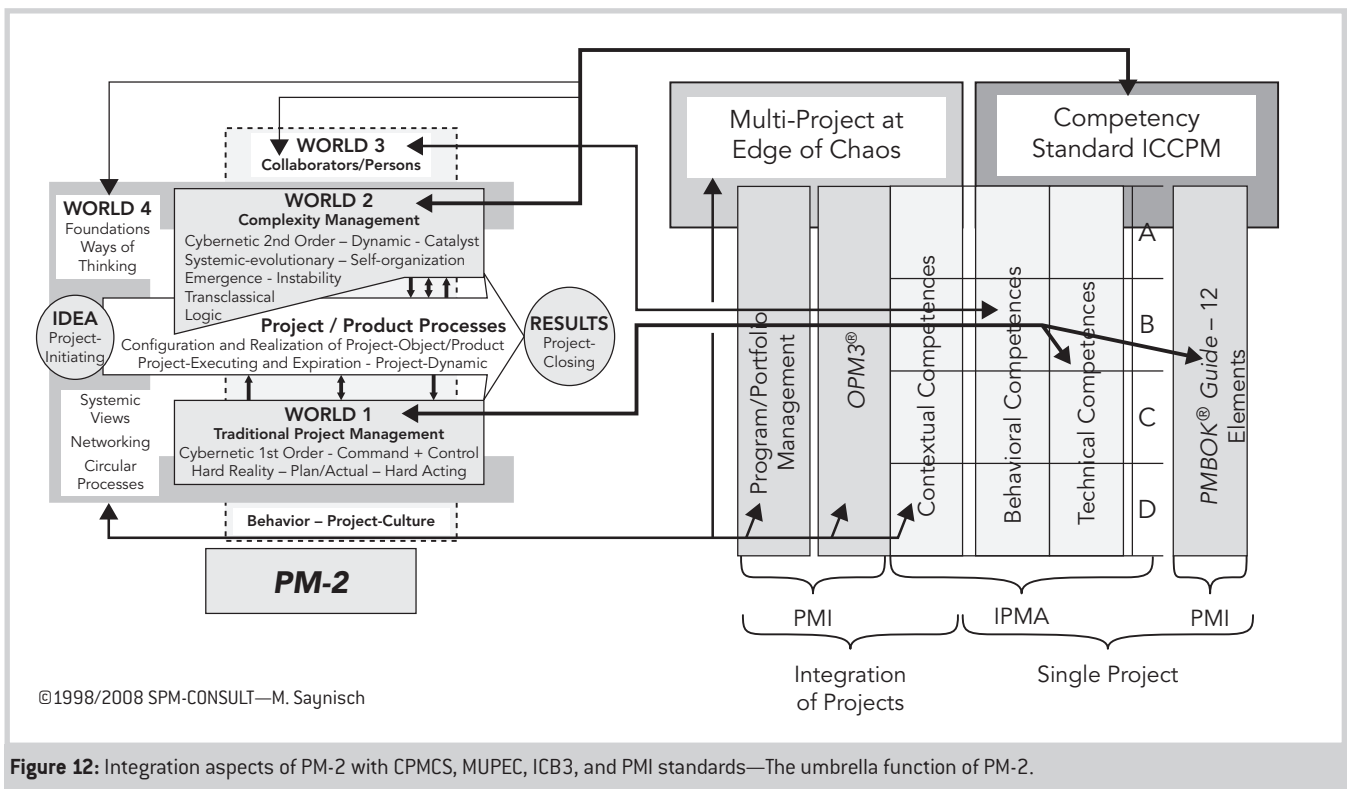 WORLD 3
Collaborators/Persons
WORLD 4
Foundations
Ways of
Thinking
WORLD 2
Complexity Management
Cybernetic 2nd Order – Dynamic - Catalyst
Systemic-evolutionary – Self-organization
Emergence - Instability
Transclassical
Logic
IDEA
Project-
Initiating
Project / Product Processes
Configuration and Realization of Project-Object/Product
Project-Executing and Expiration - Project-Dynamic
RESULTS
Project-
Closing
Systemic
Views
Networking
Circular
Processes
WORLD 1
Traditional Project Management
Cybernetic 1st Order - Command + Control
Hard Reality – Plan/Actual – Hard Acting
Behavior – Project-Culture
PM-2
©1998/2008 SPM-CONSULT—M. Saynisch
Multi-Project at
Edge of Chaos
Competency
Standard ICCPM
Program/Portfolio
Management
OPM3®
Contextual Competences
Behavioral Competences
Technical Competences
A
B
C
D
PMBOK® Guide – 12
Elements
PMI
IPMA
PMI
Integration
of Projects
Single Project
Figure 12: Integration aspects of PM-2 with CPMCS, MUPEC, ICB3, and PMI standards—The umbrella function of PM-2.